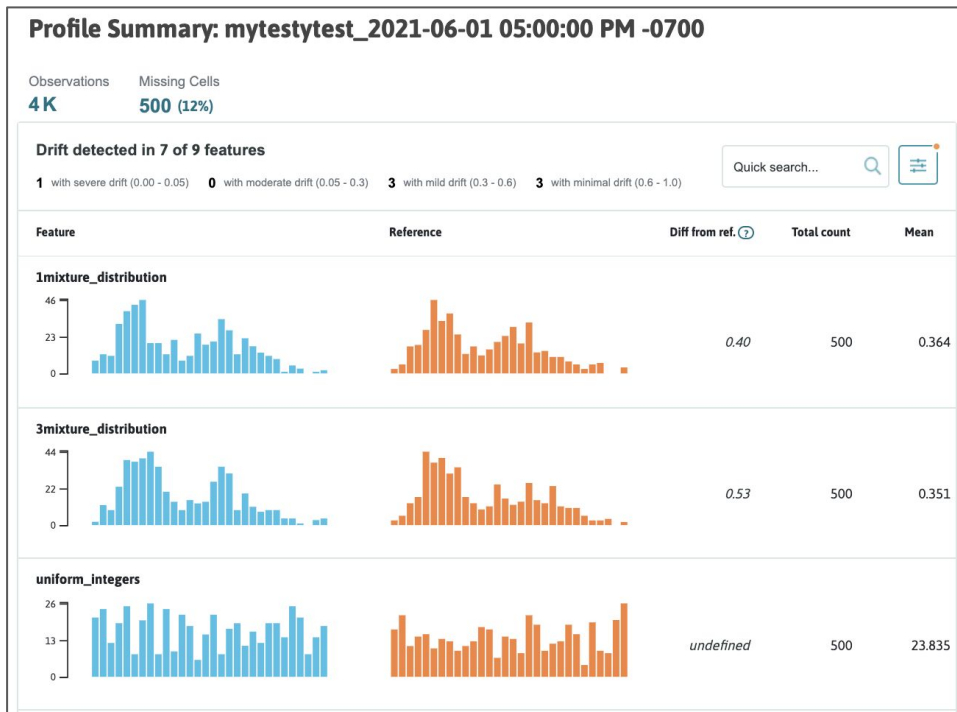 Profile Summary: mytestytest_2021-06-01 05:00:00 PM -0700
Observations Missing Cells
4 K 500 (12%)
Drift detected in 7 of 9 features
1 with severe drift (0.00 - 0.05) 0 with moderate drift (0.05 - 0.3) 3 with mild drift (0.3 - 0.6) 3 with minimal drift (0.6 - 1.0)
Quick search...
Feature Reference Diff from ref. ? Total count Mean
1mixture_distribution
46
23
0
0.40 500 0.364
3mixture_distribution
44
22
0
0.53 500 0.351
uniform_integers
26
13
0
undefined 500 23.835